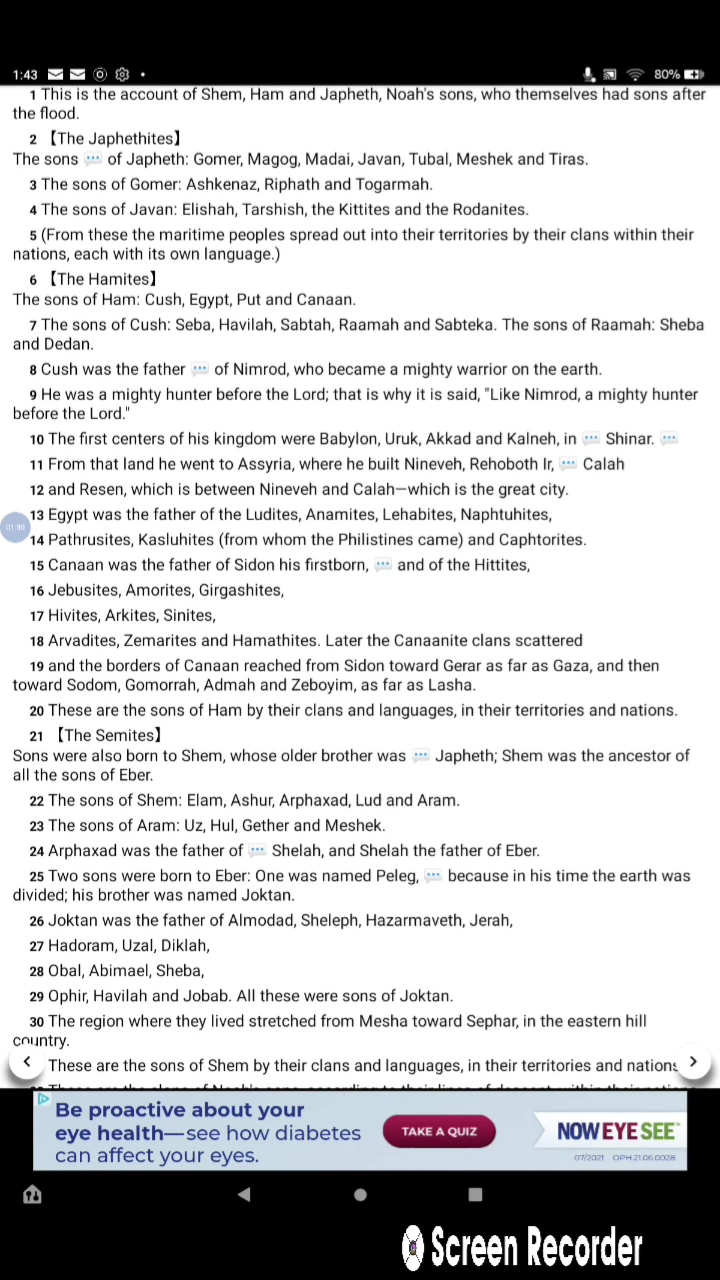 1:43
80%
1 This is the account of Shem, Ham and Japheth, Noah's sons, who themselves had sons after
the flood.
2 【The Japhethites】
The sons of Japheth: Gomer, Magog, Madai, Javan, Tubal, Meshek and Tiras.
3 The sons of Gomer: Ashkenaz, Riphath and Togarmah.
4 The sons of Javan: Elishah, Tarshish, the Kittites and the Rodanites.
5 (From these the maritime peoples spread out into their territories by their clans within their
nations, each with its own language.)
6 【The Hamites】
The sons of Ham: Cush, Egypt, Put and Canaan.
7 The sons of Cush: Seba, Havilah, Sabtah, Raamah and Sabteka. The sons of Raamah: Sheba
and Dedan.
8 Cush was the father of Nimrod, who became a mighty warrior on the earth.
9 He was a mighty hunter before the Lord; that is why it is said, "Like Nimrod, a mighty hunter
before the Lord."
10 The first centers of his kingdom were Babylon, Uruk, Akkad and Kalneh, in Shinar.
11 From that land he went to Assyria, where he built Nineveh, Rehoboth Ir, Calah
12 and Resen, which is between Nineveh and Calah—which is the great city.
01:30
13 Egypt was the father of the Ludites, Anamites, Lehabites, Naphtuhites,
14 Pathrusites, Kasluhites (from whom the Philistines came) and Caphtorites.
15 Canaan was the father of Sidon his firstborn, and of the Hittites,
16 Jebusites, Amorites, Girgashites,
17 Hivites, Arkites, Sinites,
18 Arvadites, Zemarites and Hamathites. Later the Canaanite clans scattered
19 and the borders of Canaan reached from Sidon toward Gerar as far as Gaza, and then
toward Sodom, Gomorrah, Admah and Zeboyim, as far as Lasha.
20 These are the sons of Ham by their clans and languages, in their territories and nations.
21 【The Semites】
Sons were also born to Shem, whose older brother was Japheth; Shem was the ancestor of
all the sons of Eber.
22 The sons of Shem: Elam, Ashur, Arphaxad, Lud and Aram.
23 The sons of Aram: Uz, Hul, Gether and Meshek.
24 Arphaxad was the father of Shelah, and Shelah the father of Eber.
25 Two sons were born to Eber: One was named Peleg, because in his time the earth was
divided; his brother was named Joktan.
26 Joktan was the father of Almodad, Sheleph, Hazarmaveth, Jerah,
27 Hadoram, Uzal, Diklah,
28 Obal, Abimael, Sheba,
29 Ophir, Havilah and Jobab. All these were sons of Joktan.
30 The region where they lived stretched from Mesha toward Sephar, in the eastern hill
country.
These are the sons of Shem by their clans and languages, in their territories and nations
Be proactive about your
eye health—see how diabetes
can affect your eyes.
TAKE A QUIZ
NOW EYE SEE™
07/2021 OPH.21.06.0028
Screen Recorder